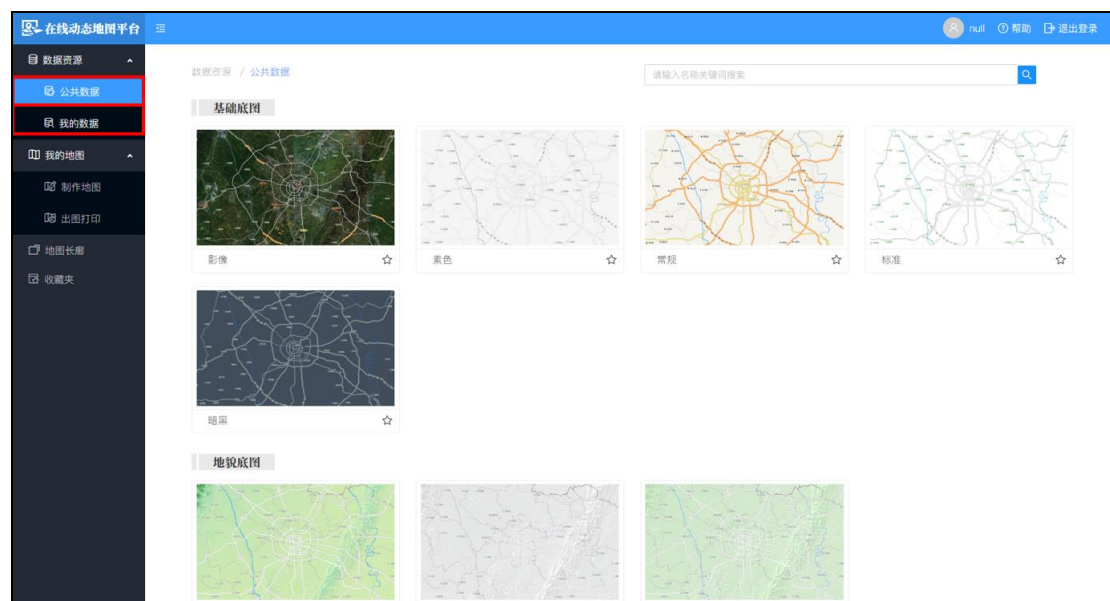 在线动态地图平台
null 帮助 退出登录
数据资源
公共数据
我的数据
我的地图
制作地图
出图打印
地图长廊
收藏夹
数据资源 / 公共数据
请输入名称关键词搜索
基础底图
影像
素色
常规
标准
暗黑
地貌底图